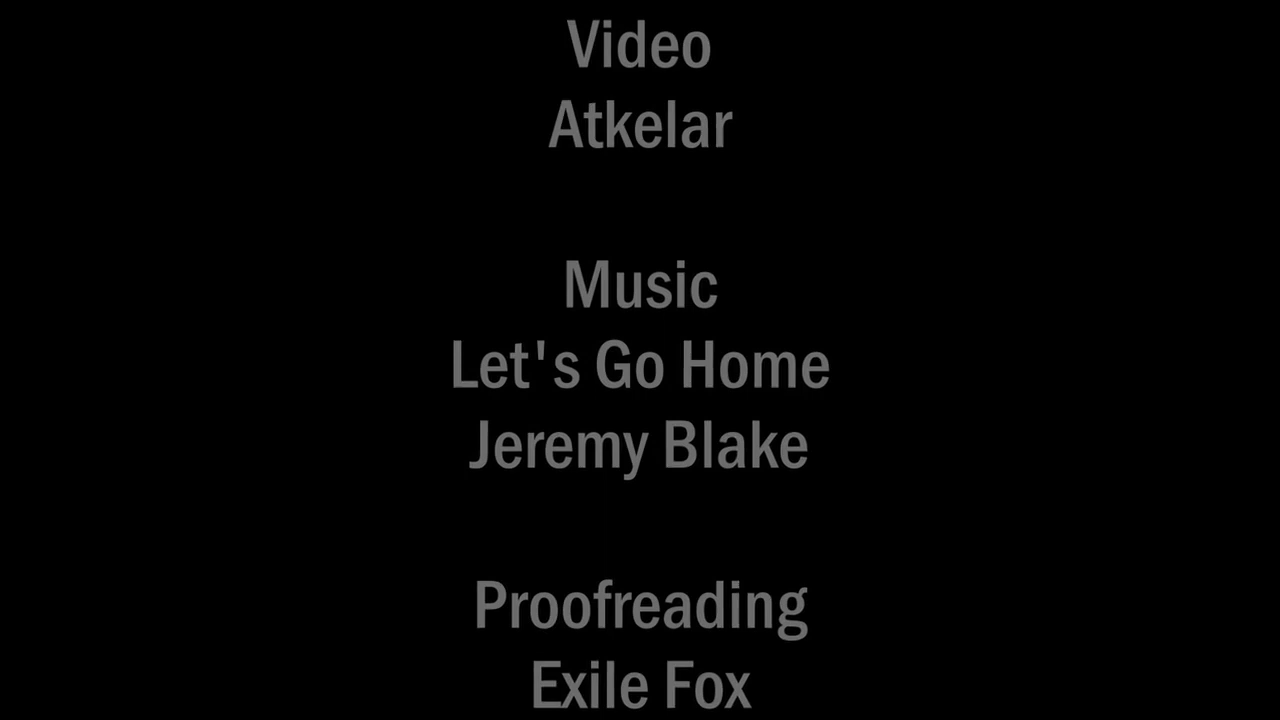 Video
Atkelar
Music
Let's Go Home
Jeremy Blake
Proofreading
Exile Fox